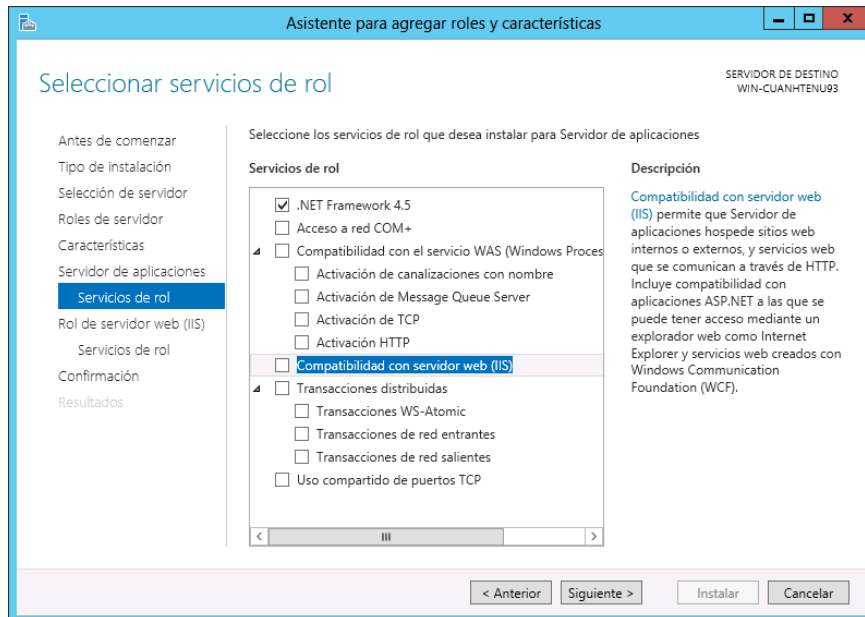 Asistente para agregar roles y características
Seleccionar servicios de rol
SERVIDOR DE DESTINO
WIN-CUANHTENU93
Antes de comenzar
Tipo de instalación
Selección de servidor
Roles de servidor
Características
Servidor de aplicaciones
Servicios de rol
Rol de servidor web (IIS)
Servicios de rol
Confirmación
Resultados
Seleccione los servicios de rol que desea instalar para Servidor de aplicaciones
Servicios de rol
.NET Framework 4.5
Acceso a red COM+
Compatibilidad con el servicio WAS (Windows Proces
Activación de canalizaciones con nombre
Activación de Message Queue Server
Activación de TCP
Activación HTTP
Compatibilidad con servidor web (IIS)
Transacciones distribuidas
Transacciones WS-Atomic
Transacciones de red entrantes
Transacciones de red salientes
Uso compartido de puertos TCP
Descripción
Compatibilidad con servidor web
(IIS) permite que Servidor de
aplicaciones hospede sitios web
internos o externos, y servicios web
que se comunican a través de HTTP.
Incluye compatibilidad con
aplicaciones ASP.NET a las que se
puede tener acceso mediante un
explorador web como Internet
Explorer y servicios web creados con
Windows Communication
Foundation (WCF).
< Anterior
Siguiente >
Instalar
Cancelar